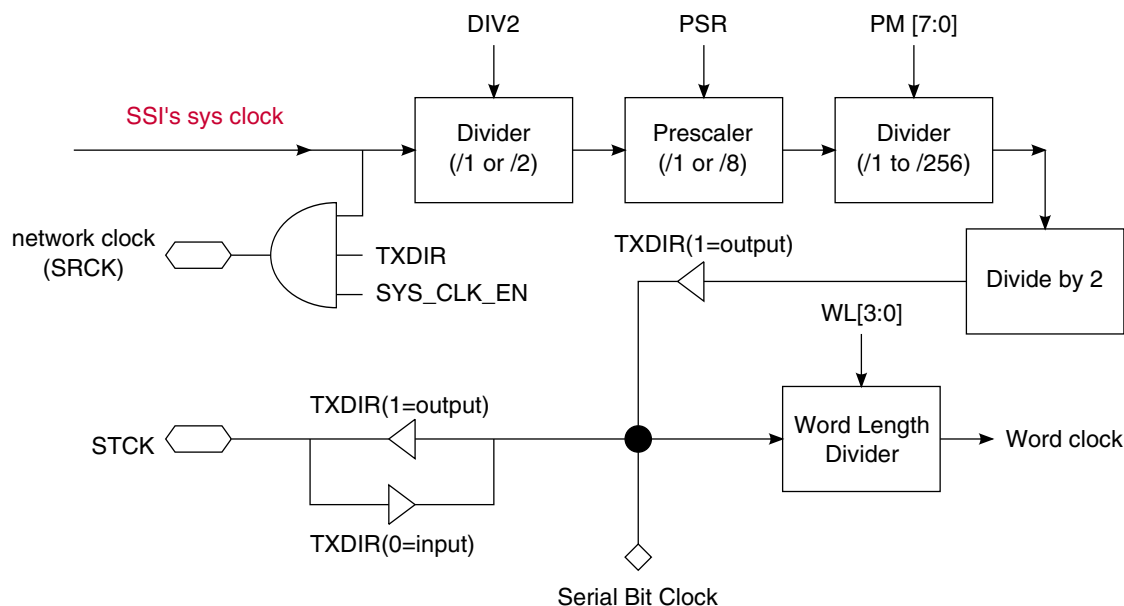 DIV2
PSR
PM [7:0]
SSI's sys clock
Divider
(/1 or /2)
Prescaler
(/1 or /8)
Divider
(/1 to /256)
network clock
(SRCK)
TXDIR
SYS_CLK_EN
TXDIR(1=output)
Divide by 2
WL[3:0]
TXDIR(1=output)
STCK
Word Length
Divider
Word clock
TXDIR(0=input)
Serial Bit Clock